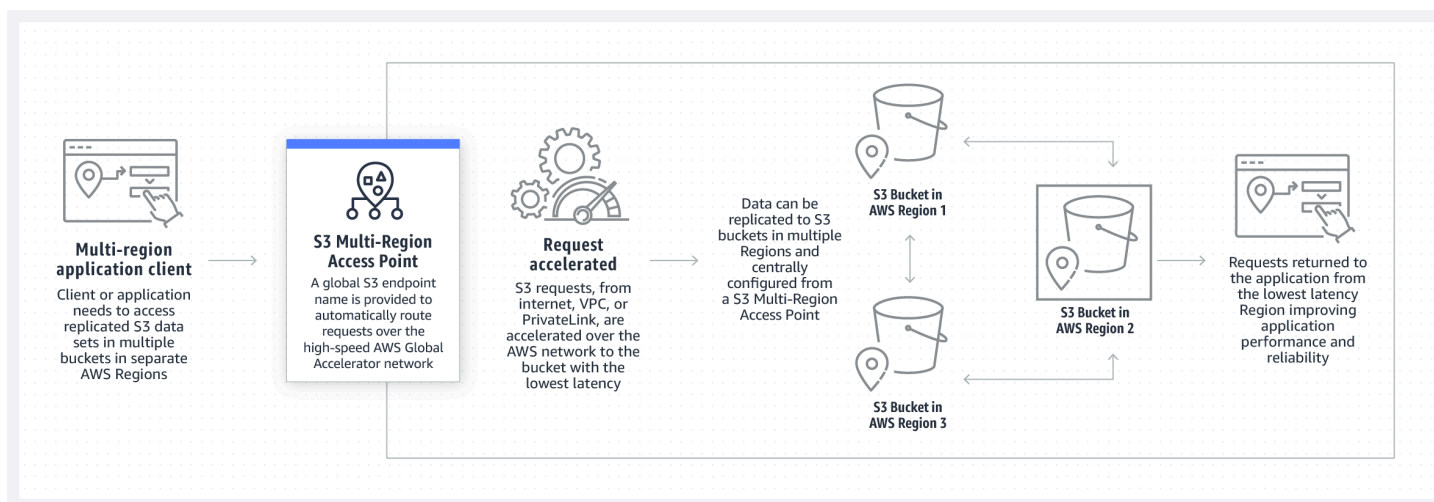 Multi-region
application client
Client or application
needs to access
replicated S3 data
sets in multiple
buckets in separate
AWS Regions
S3 Multi-Region
Access Point
A global S3 endpoint
name is provided to
automatically route
requests over the
high-speed AWS Global
Accelerator network
Request
accelerated
S3 requests, from
internet, VPC, or
PrivateLink, are
accelerated over the
AWS network to the
bucket with the
lowest latency
Data can be
replicated to S3
buckets in multiple
Regions and
centrally
configured from
a S3 Multi-Region
Access Point
S3 Bucket in
AWS Region 1
S3 Bucket in
AWS Region 3
S3 Bucket in
AWS Region 2
Requests returned to
the application from
the lowest latency
Region improving
application
performance and
reliability